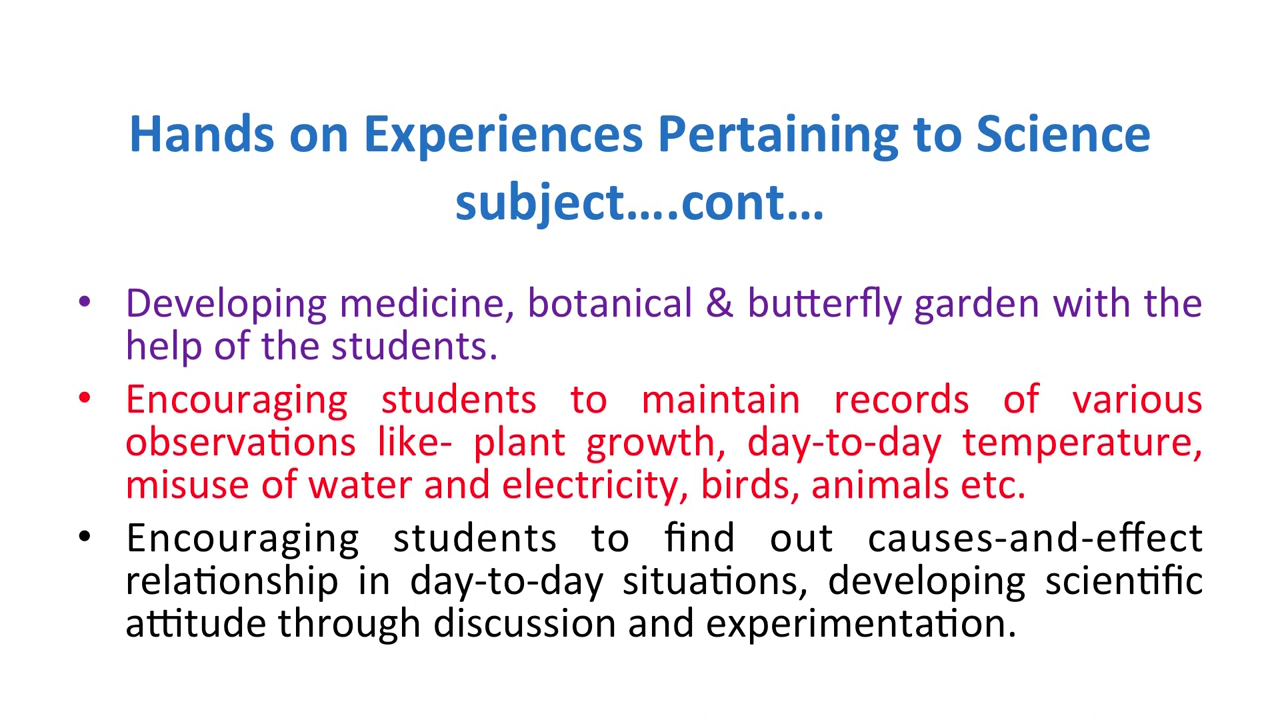 Hands on Experiences Pertaining to Science
subject....cont...
• Developing medicine, botanical & butterfly garden with the
help of the students.
• Encouraging students to maintain records of various
observations like- plant growth, day-to-day temperature,
misuse of water and electricity, birds, animals etc.
• Encouraging students to find out causes-and-effect
relationship in day-to-day situations, developing scientific
attitude through discussion and experimentation.